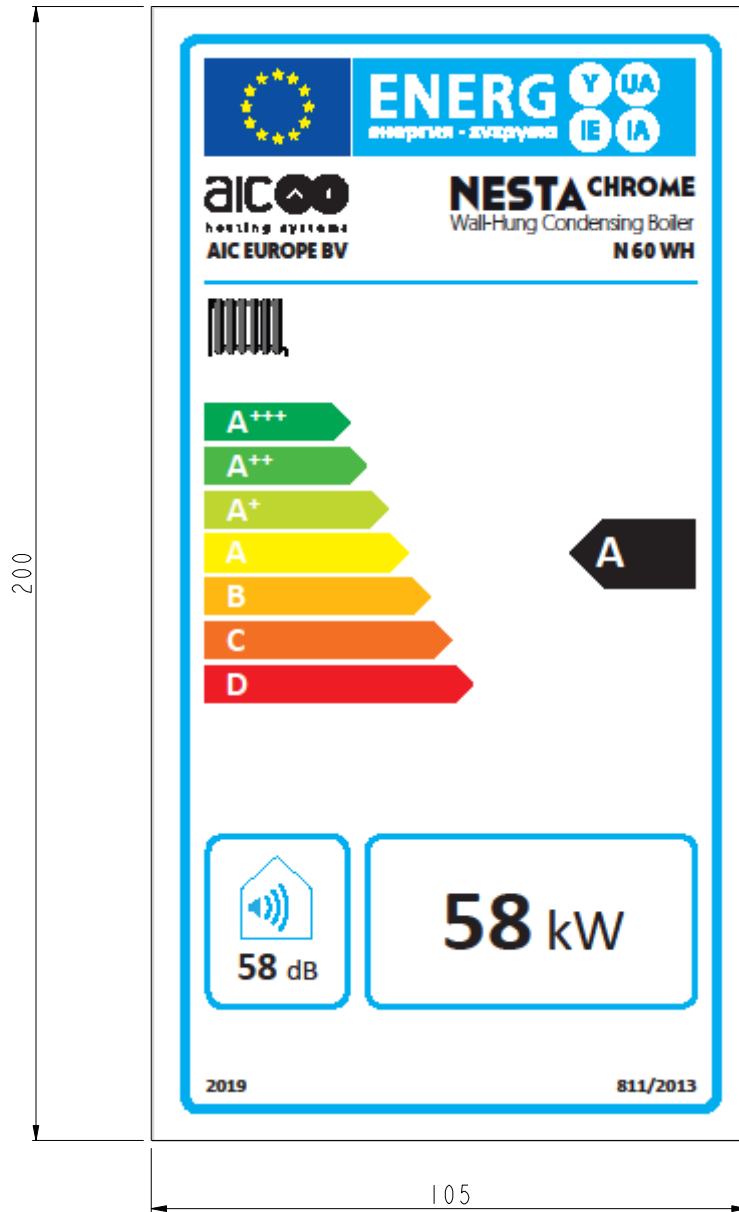 ENERG Y UA
енергия · ενεργεια IE IA
aic NESTA CHROME
heating systems Wall-Hung Condensing Boiler
AIC EUROPE BV N 60 WH
A+++
A++
A+
A A
B
C
D
58 dB 58 kW
2019 811/2013
200
105